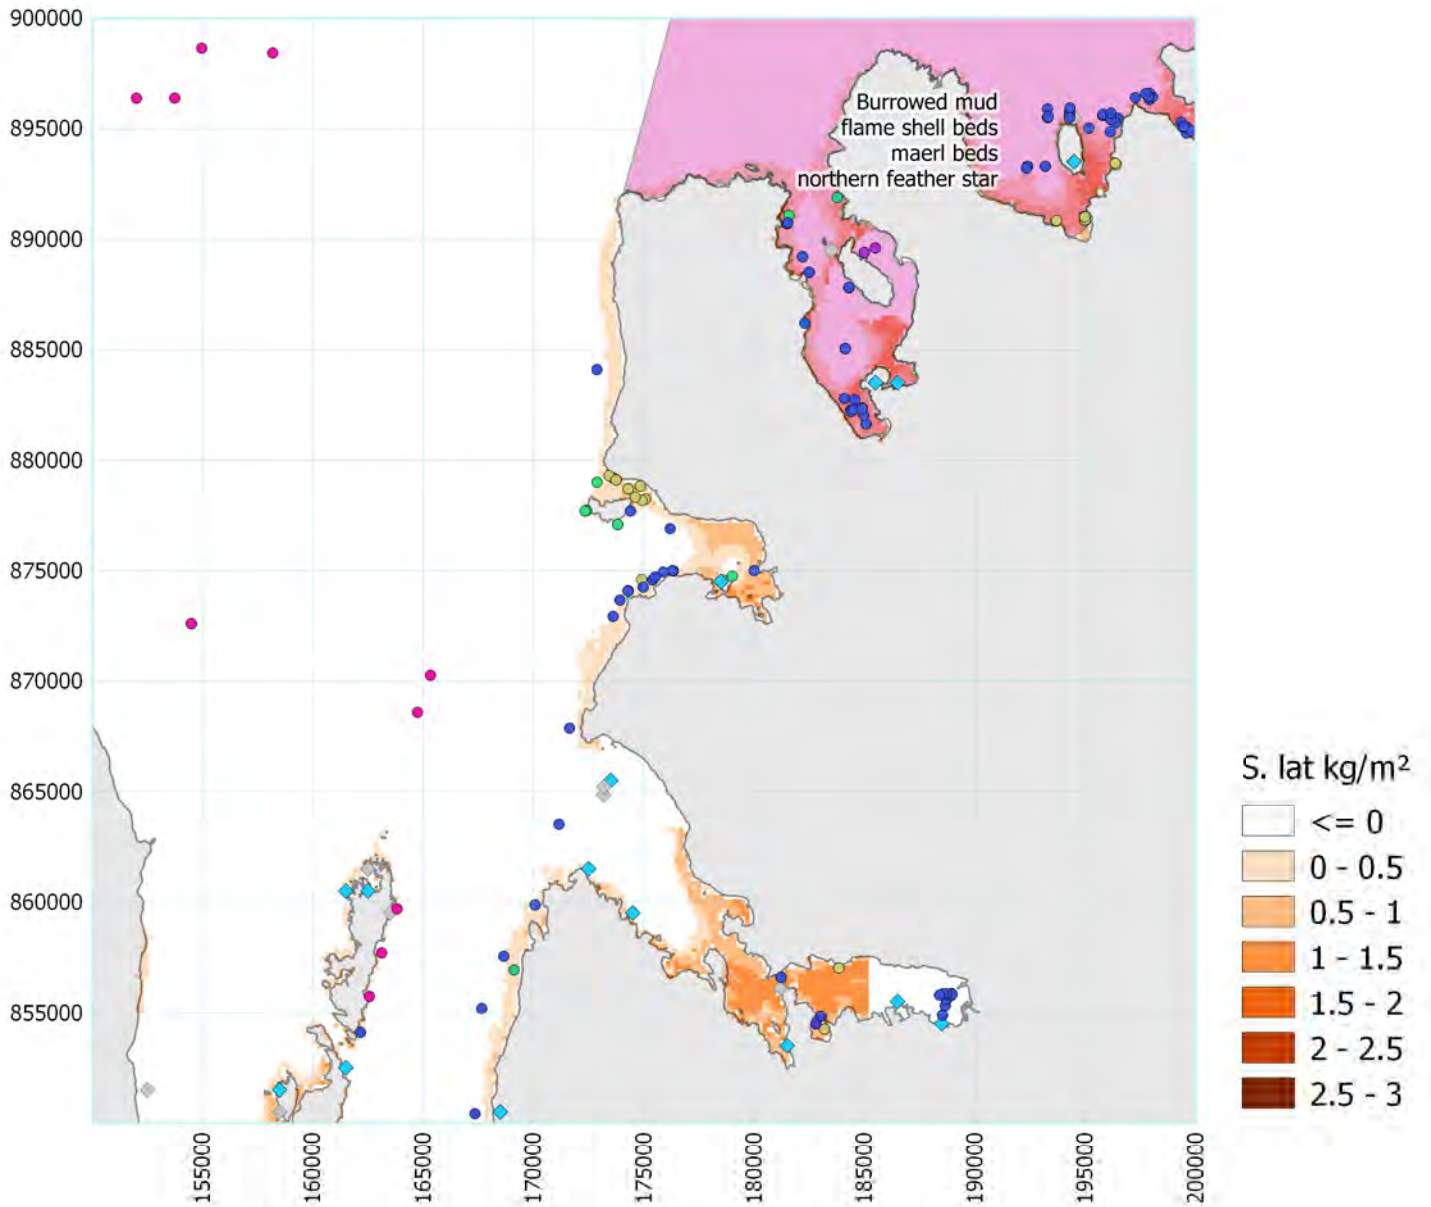 900000
895000
890000
885000
880000
875000
870000
865000
860000
855000
Burrowed mud
flame shell beds
maerl beds
northern feather star
155000
160000
165000
170000
175000
180000
185000
190000
195000
200000
S. lat kg/m²
<= 0
0 - 0.5
0.5 - 1
1 - 1.5
1.5 - 2
2 - 2.5
2.5 - 3